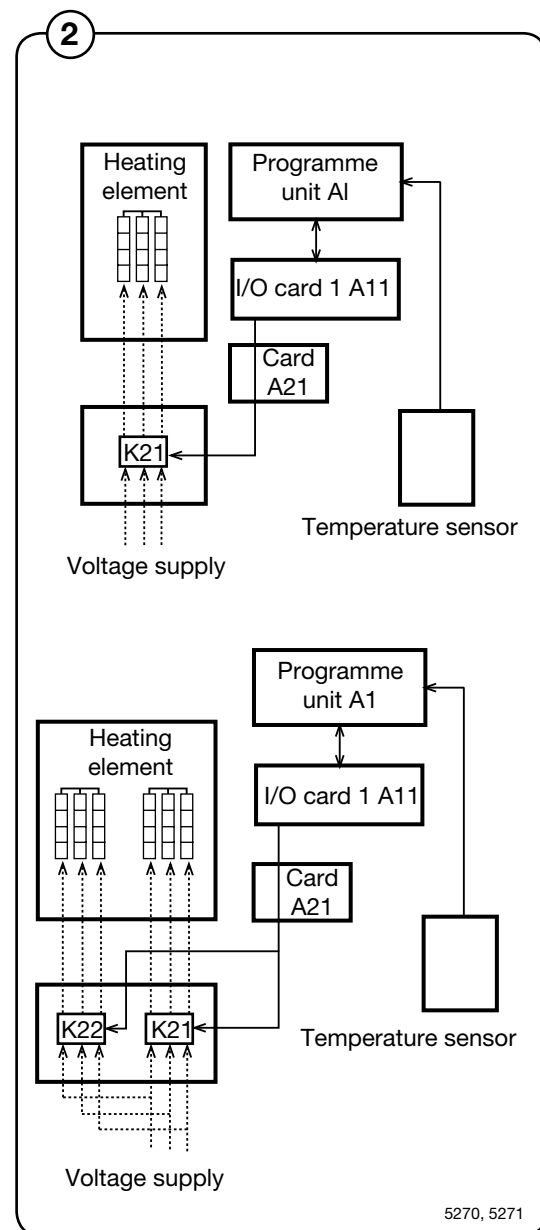 2
Heating
element
Programme
unit AI
I/O card 1 A11
Card
A21
K21
Temperature sensor
Voltage supply
Programme
unit A1
Heating
element
I/O card 1 A11
Card
A21
K22
K21
Temperature sensor
Voltage supply
5270, 5271